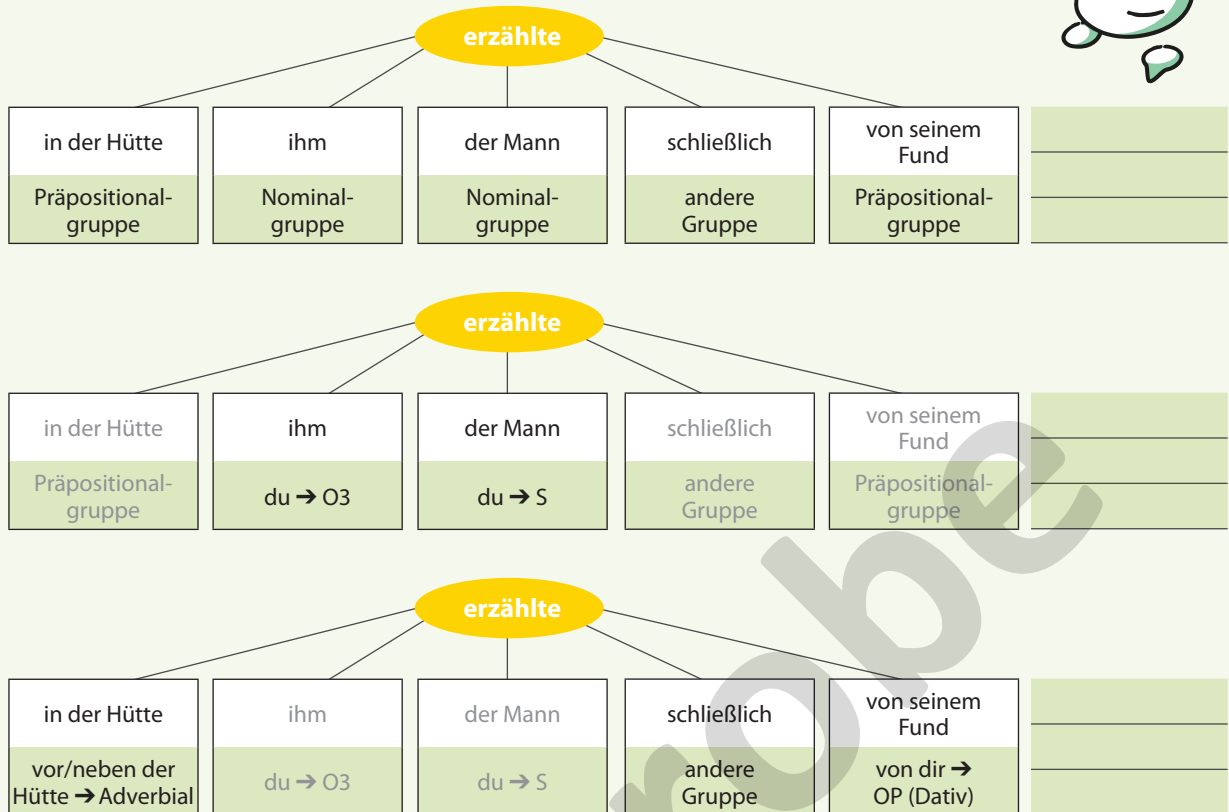 erzählte
in der Hütte
ihm
der Mann
schließlich
von seinem
Fund
Präpositional-
gruppe
Nominal-
gruppe
Nominal-
gruppe
andere
Gruppe
Präpositional-
gruppe
erzählte
in der Hütte
ihm
der Mann
schließlich
von seinem
Fund
Präpositional-
gruppe
du ➔ O3
du ➔ S
andere
Gruppe
Präpositional-
gruppe
erzählte
in der Hütte
ihm
der Mann
schließlich
von seinem
Fund
vor/neben der
Hütte ➔ Adverbial
du ➔ O3
du ➔ S
andere
Gruppe
von dir ➔
OP (Dativ)
robe